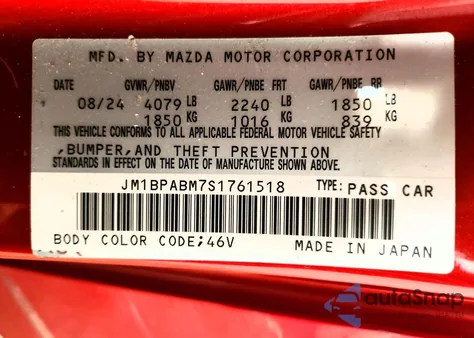 MFD. BY MAZDA MOTOR CORPORATION
DATE GVWR/PNBV GAWR/PNBE FRT GAWR/PNBE RR
08/24 4079 LB 2240 LB 1850 LB
1850 KG 1016 KG 839 KG
THIS VEHICLE CONFORMS TO ALL APPLICABLE FEDERAL MOTOR VEHICLE SAFETY
,BUMPER,AND THEFT PREVENTION
STANDARDS IN EFFECT ON THE DATE OF MANUFACTURE SHOWN ABOVE.
JM1BPABM7S1761518 TYPE: PASS CAR
BODY COLOR CODE;46V MADE IN JAPAN
autoSnap